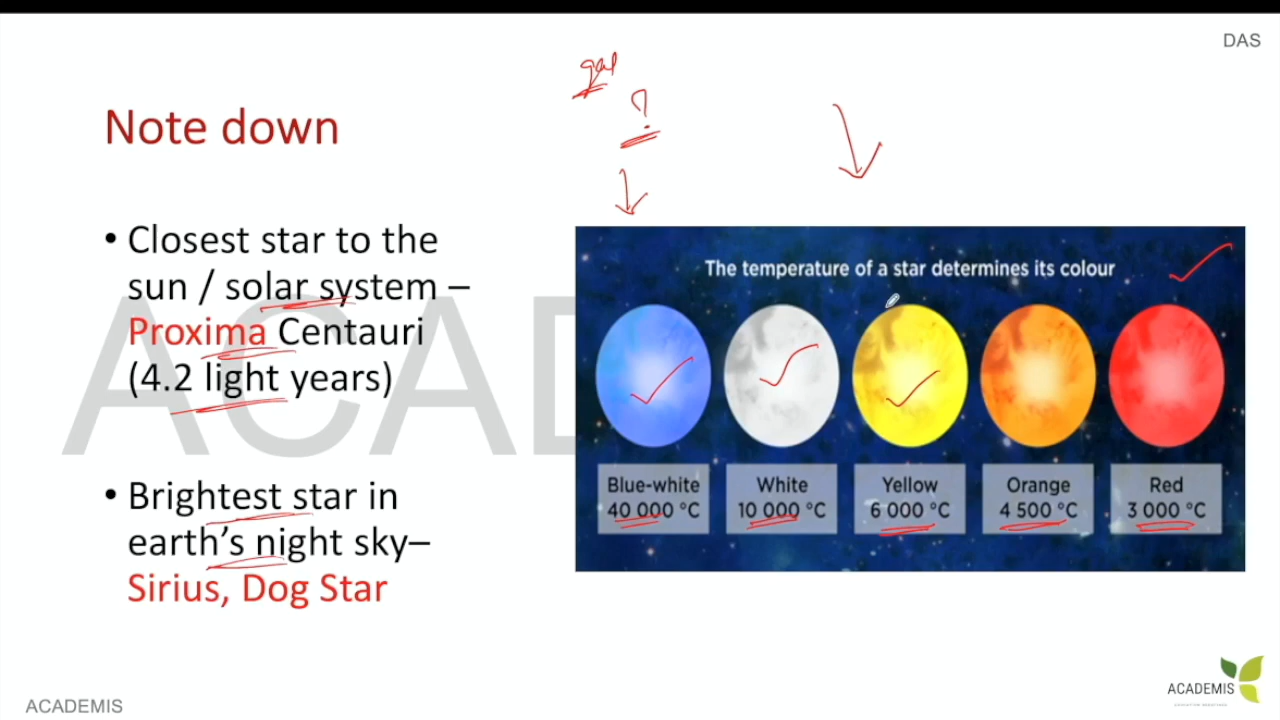 DAS
Note down
• Closest star to the
sun / solar system –
Proxima Centauri
(4.2 light years)
• Brightest star in
earth's night sky–
Sirius, Dog Star
?
The temperature of a star determines its colour
Blue-white
40 000 °C
White
10 000 °C
Yellow
6 000 °C
Orange
4 500 °C
Red
3 000 °C
ACAD
ACADEMIS
ACADEMIS